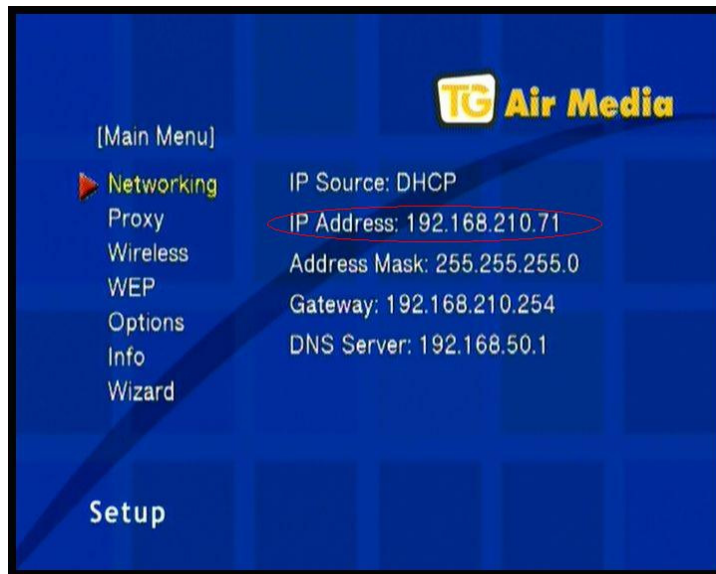 TG Air Media
[Main Menu]
Networking
Proxy
Wireless
WEP
Options
Info
Wizard
IP Source: DHCP
IP Address: 192.168.210.71
Address Mask: 255.255.255.0
Gateway: 192.168.210.254
DNS Server: 192.168.50.1
Setup